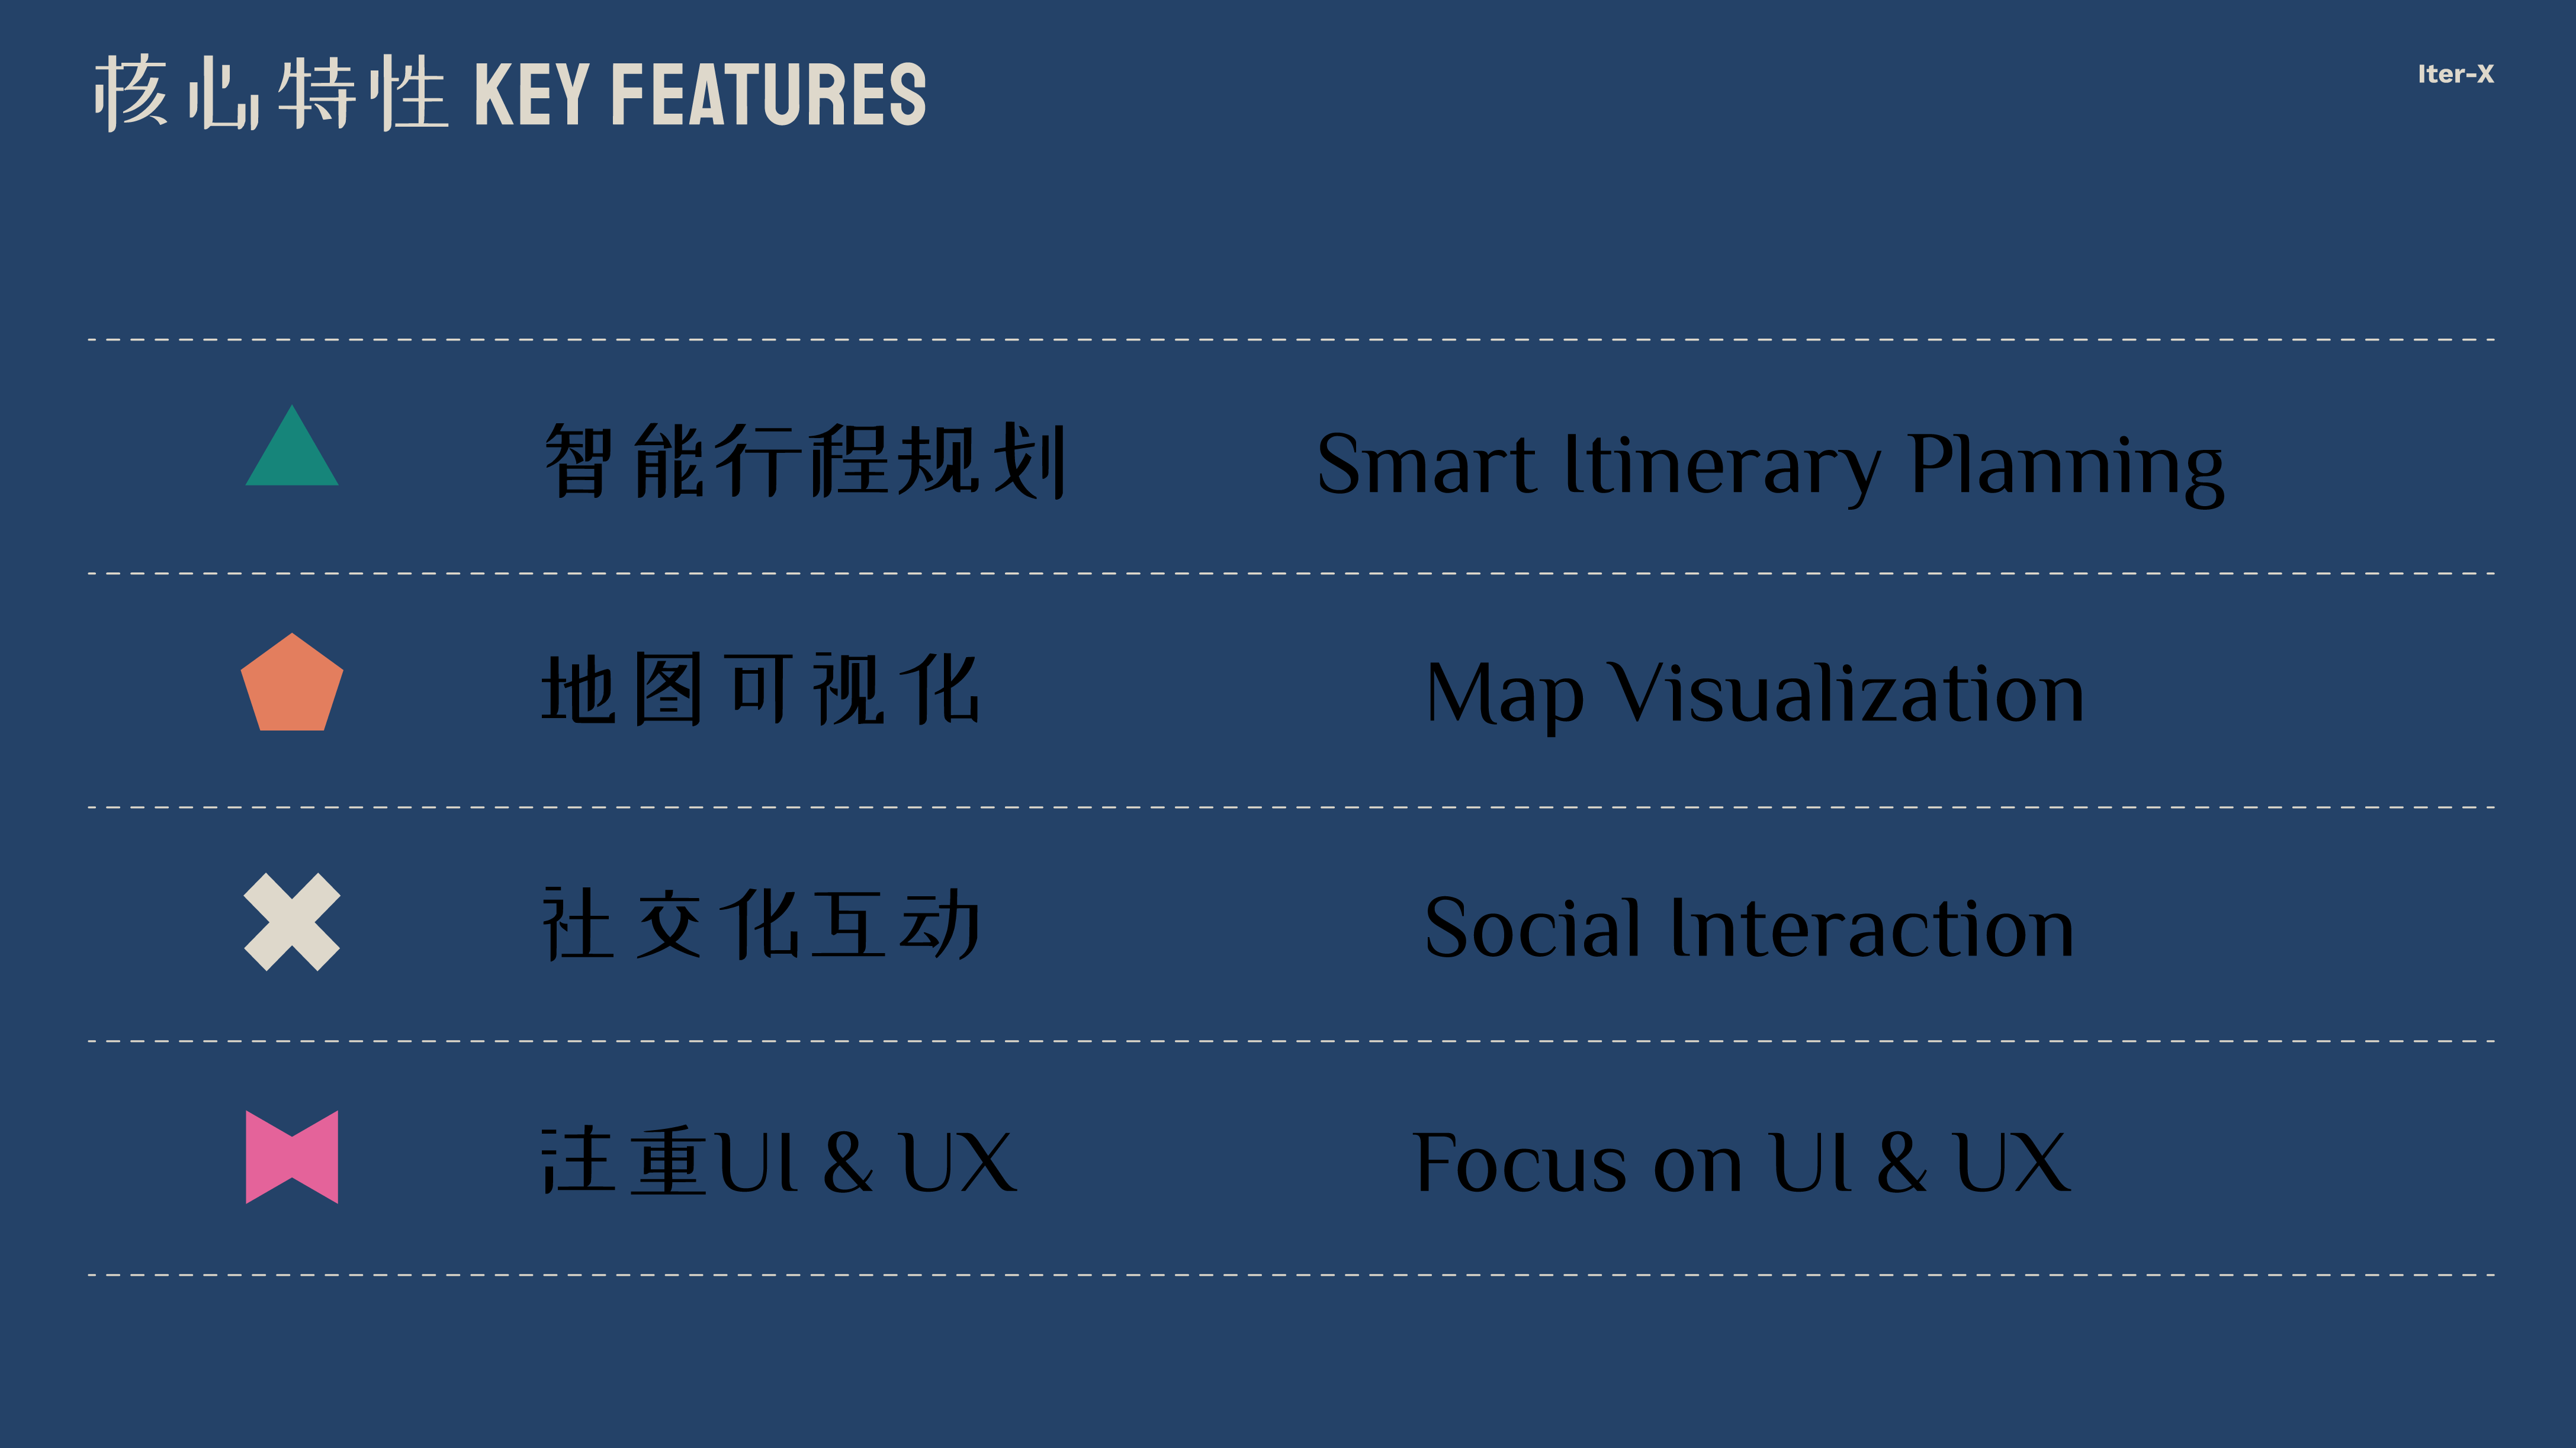 核心特性 KEY FEATURES
Iter-X
智能行程规划 Smart Itinerary Planning
地图可视化 Map Visualization
社交化互动 Social Interaction
注重UI & UX Focus on UI & UX